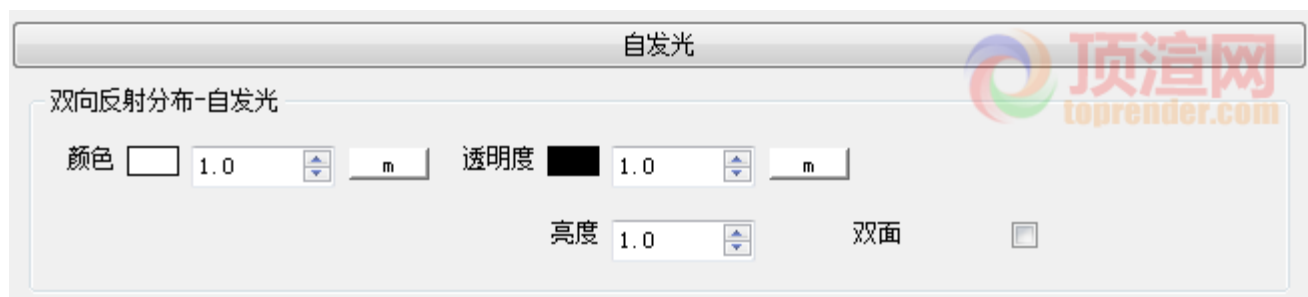 自发光
顶渲网
toprender.com
双向反射分布-自发光
颜色 1.0 m 透明度 1.0 m
亮度 1.0 双面